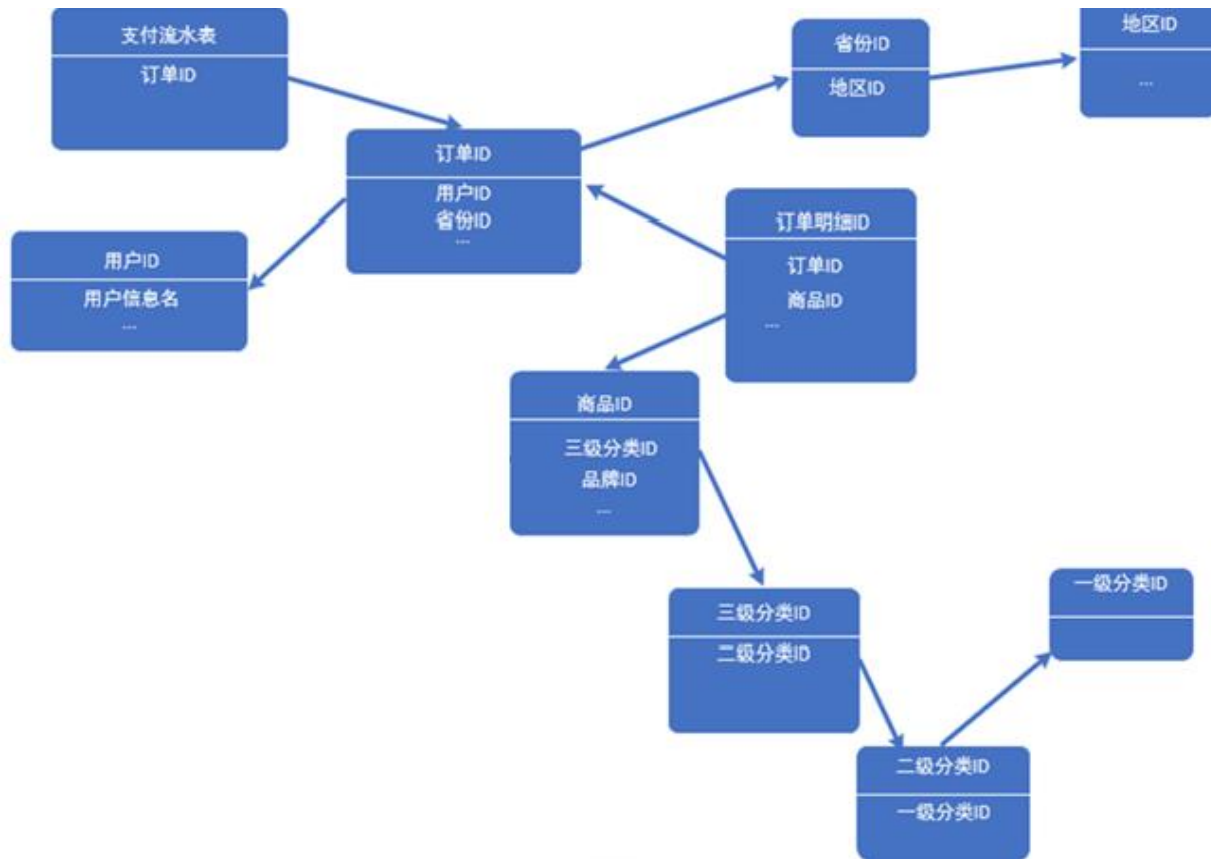 支付流水表
订单ID
省份ID
地区ID
地区ID
...
订单ID
用户ID
省份ID
...
订单明细ID
订单ID
商品ID
...
用户ID
用户信息名
...
商品ID
三级分类ID
品牌ID
...
三级分类ID
二级分类ID
一级分类ID
二级分类ID
一级分类ID